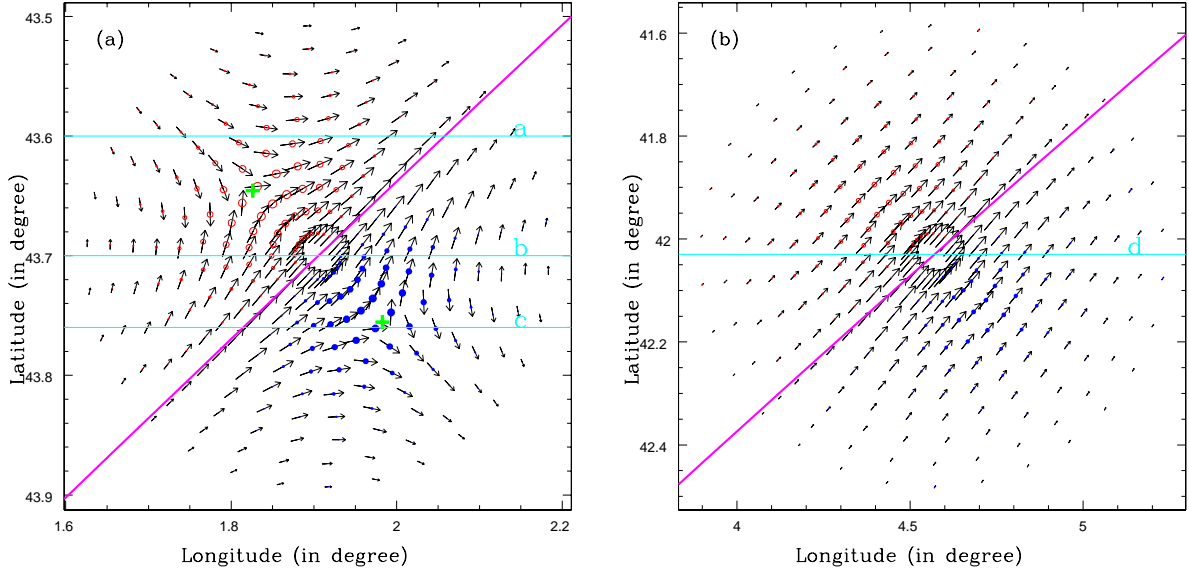 (a)
43.5
43.6
43.7
43.8
43.9
1.6
1.8
2
2.2
a
b
c
Latitude (in degree)
Longitude (in degree)
(b)
41.6
41.8
42
42.2
42.4
4
4.5
5
d
Latitude (in degree)
Longitude (in degree)